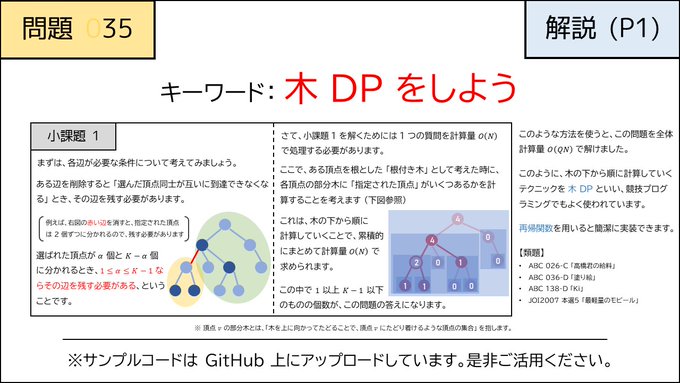 問題 035
解説 (P1)
キーワード: 木 DP をしよう
小課題 1
まずは、各辺が必要な条件について考えてみましょう。
ある辺を削除すると「選んだ頂点同士が互いに到達できなくな
る」とき、その辺を残す必要があります。
例えば、右図の赤い辺を消すと、指定された頂点
は 2 個ずつに分かれるので、残す必要があります
選ばれた頂点が α 個と K − α 個
に分かれるとき、1 ≤ α ≤ K − 1 な
らその辺を残す必要がある、という
ことです。
さて、小課題 1 を解くためには 1 つの質問を計算量 O(N)
で処理する必要があります。
ここで、ある頂点を根とした「根付き木」として考えた時に、
各頂点の部分木に「指定された頂点」がいくつあるかを計
算することを考えます（下図参照）
これは、木の下から順に
計算していくことで、累積的
にまとめて計算量 O(N) で
求められます。
この中で 1 以上 K − 1 以下
のものの個数が、この問題の答えになります。
4
4
2
0
0
1
1
0
0
このような方法を使うと、この問題を全体
計算量 O(QN) で解けました。
このように、木の下から順に計算していく
テクニックを 木 DP といい、競技プログ
ラミングでもよく使われています。
再帰関数を用いると簡潔に実装できます。
【類題】
• ABC 026-C「高橋君の給料」
• ABC 036-D「塗り絵」
• ABC 138-D「Ki」
• JOI2007 本選5「最軽量のモビール」
※ 頂点 v の部分木とは、「木を上に向かってたどることで、頂点 v にたどり着けるような頂点の集合」を指します。
※サンプルコードは GitHub 上にアップロードしています。是非ご活用ください。